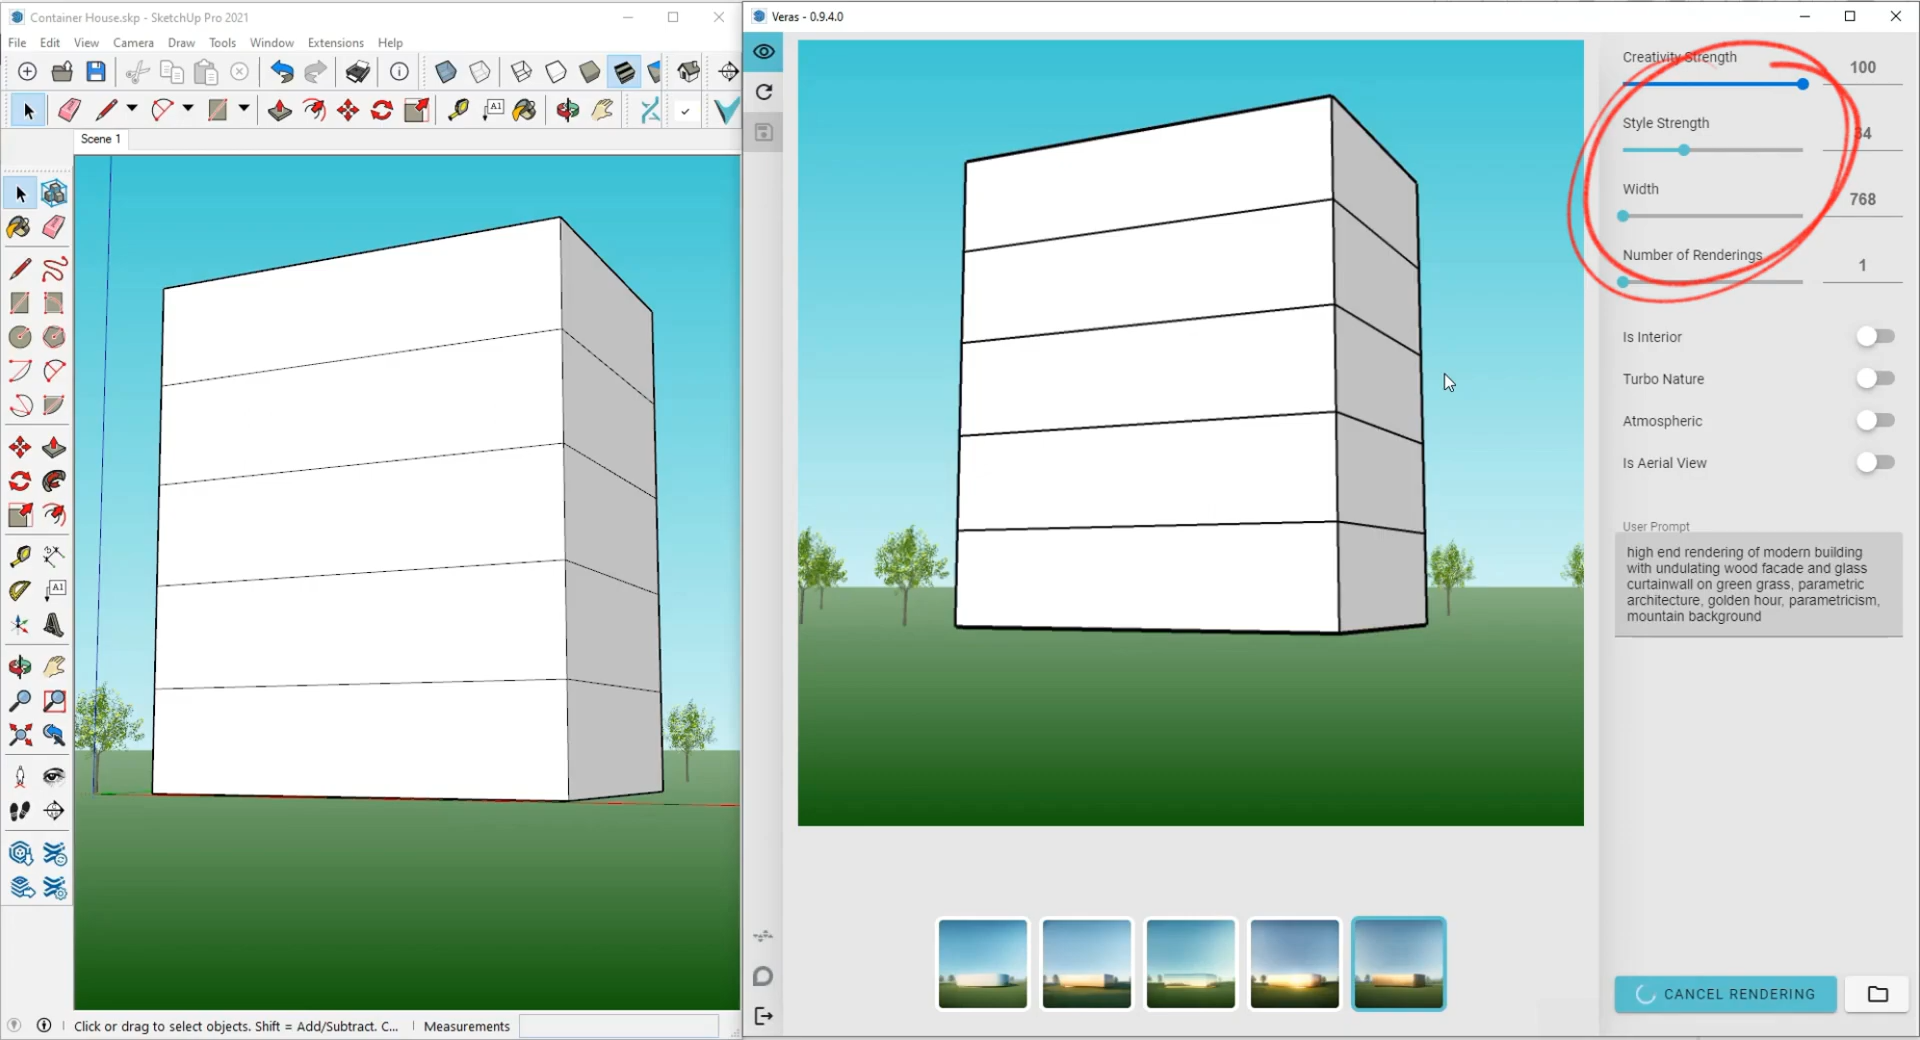 Container House.skp - SketchUp Pro 2021
File Edit View Camera Draw Tools Window Extensions Help
A1
Scene 1
A1
Click or drag to select objects. Shift = Add/Subtract. C...
Measurements
Veras - 0.9.4.0
Creativity Strength
100
Style Strength
34
Width
768
Number of Renderings
1
Is Interior
Turbo Nature
Atmospheric
Is Aerial View
User Prompt
high end rendering of modern building
with undulating wood facade and glass
curtainwall on green grass, parametric
architecture, golden hour, parametricism,
mountain background
CANCEL RENDERING